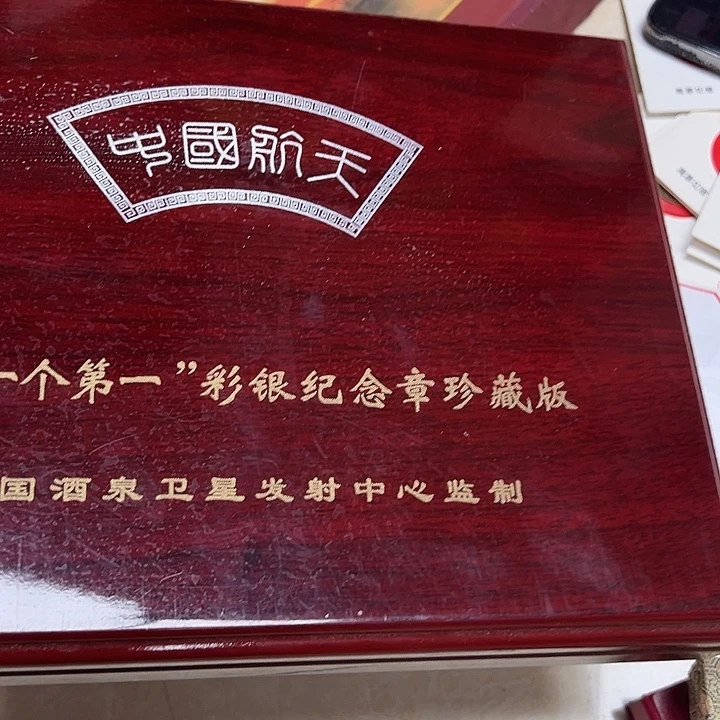 中國航天
一个第一”彩银纪念章珍藏版
国酒泉卫星发射中心监制